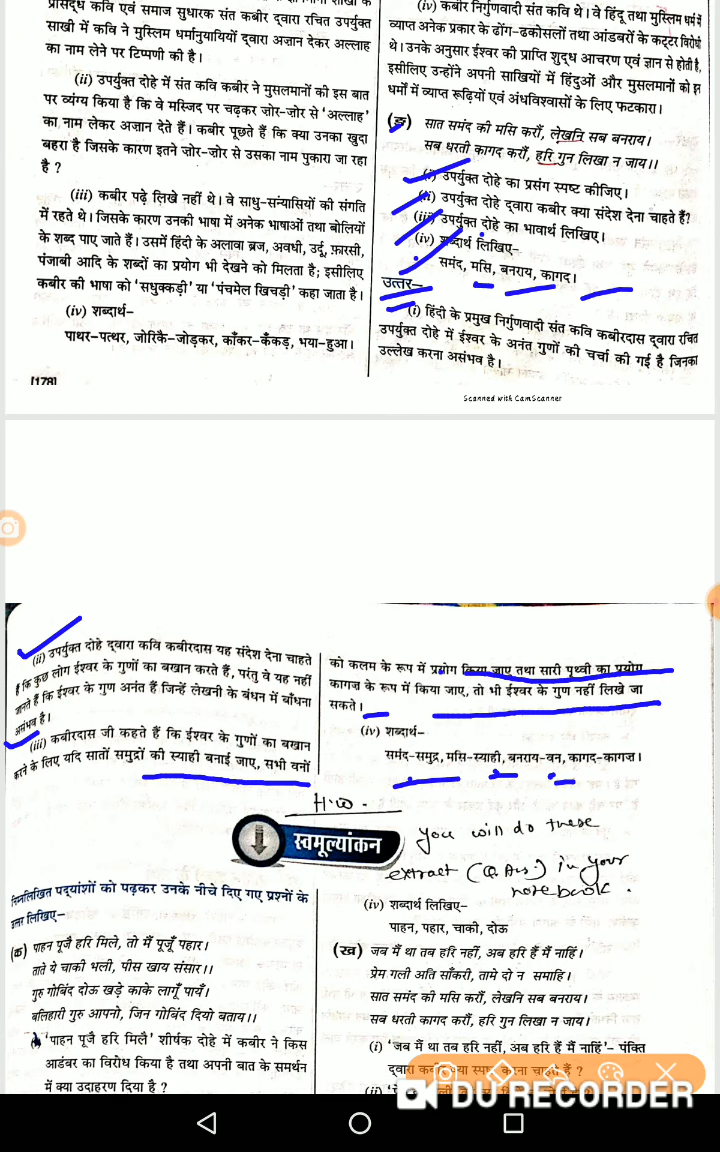 प्रसिद्ध कवि एवं समाज सुधारक संत कबीर द्वारा रचित उपर्युक्त
साखी में कवि ने मुस्लिम धर्मानुयायियों द्वारा अज़ान देकर अल्लाह
का नाम लेने पर टिप्पणी की है।
(ii) उपर्युक्त दोहे में संत कवि कबीर ने मुसलमानों की इस बात
पर व्यंग्य किया है कि वे मस्जिद पर चढ़कर ज़ोर-ज़ोर से ‘अल्लाह’
का नाम लेकर अज़ान देते हैं। कबीर पूछते हैं कि क्या उनका खुदा
बहरा है जिसके कारण इतने ज़ोर-ज़ोर से उसका नाम पुकारा जा रहा
है ?
(iii) कबीर पढ़े लिखे नहीं थे। वे साधु-संन्यासियों की संगति
में रहते थे। जिसके कारण उनकी भाषा में अनेक भाषाओं तथा बोलियों
के शब्द पाए जाते हैं। उसमें हिंदी के अलावा ब्रज, अवधी, उर्दू, फ़ारसी,
पंजाबी आदि के शब्दों का प्रयोग भी देखने को मिलता है; इसीलिए
कबीर की भाषा को ‘सधुक्कड़ी’ या ‘पंचमेल खिचड़ी’ कहा जाता है।
(iv) शब्दार्थ–
पाथर-पत्थर, जोरिकै-जोड़कर, काँकर-कँकड़, भया-हुआ।
[178]
(iv) कबीर निर्गुणवादी संत कवि थे। वे हिंदू तथा मुस्लिम धर्म में
व्याप्त अनेक प्रकार के ढोंग-ढकोसलों तथा आंडबरों के कट्टर विरोधी
थे। उनके अनुसार ईश्वर की प्राप्ति शुद्ध आचरण एवं ज्ञान से होती है,
इसीलिए उन्होंने अपनी साखियों में हिंदुओं और मुसलमानों को इन
धर्मों में व्याप्त रूढ़ियों एवं अंधविश्वासों के लिए फटकारा।
(ङ) सात समंद की मसि करौं, लेखनि सब बनराय।
सब धरती कागद करौं, हरि गुन लिखा न जाय।।
(i) उपर्युक्त दोहे का प्रसंग स्पष्ट कीजिए।
(ii) उपर्युक्त दोहे द्वारा कबीर क्या संदेश देना चाहते हैं?
(iii) उपर्युक्त दोहे का भावार्थ लिखिए।
(iv) शब्दार्थ लिखिए–
समंद, मसि, बनराय, कागद।
उत्तर–
(i) हिंदी के प्रमुख निर्गुणवादी संत कवि कबीरदास द्वारा रचित
उपर्युक्त दोहे में ईश्वर के अनंत गुणों की चर्चा की गई है जिनका
उल्लेख करना असंभव है।
Scanned with CamScanner
(ii) उपर्युक्त दोहे द्वारा कवि कबीरदास यह संदेश देना चाहते
हैं कि कुछ लोग ईश्वर के गुणों का बखान करते हैं, परंतु वे यह नहीं
जानते हैं कि ईश्वर के गुण अनंत हैं जिन्हें लेखनी के बंधन में बाँधना
असंभव है।
(iii) कबीरदास जी कहते हैं कि ईश्वर के गुणों का बखान
करने के लिए यदि सातों समुद्रों की स्याही बनाई जाए, सभी वनों
को कलम के रूप में प्रयोग किया जाए तथा सारी पृथ्वी का प्रयोग
कागज के रूप में किया जाए, तो भी ईश्वर के गुण नहीं लिखे जा
सकते।
(iv) शब्दार्थ–
समंद-समुद्र, मसि-स्याही, बनराय-वन, कागद-कागज़।
H.W.
स्वमूल्यांकन
you will do these
extract (Q. Ans.) in your
notebook.
निम्नलिखित पद्यांशों को पढ़कर उनके नीचे दिए गए प्रश्नों के
उत्तर लिखिए–
(क) पाहन पूजै हरि मिले, तो मैं पूजूँ पहार।
ताते ये चाकी भली, पीस खाय संसार।।
गुरु गोबिंद दोऊ खड़े काके लागूँ पायँ।
बलिहारी गुरु आपनो, जिन गोबिंद दियो बताय।।
‘पाहन पूजै हरि मिलै’ शीर्षक दोहे में कबीर ने किस
आडंबर का विरोध किया है तथा अपनी बात के समर्थन
में क्या उदाहरण दिया है ?
(iv) शब्दार्थ लिखिए–
पाहन, पहार, चाकी, दोऊ
(ख) जब मैं था तब हरि नहीं, अब हरि हैं मैं नाहिं।
प्रेम गली अति साँकरी, तामे दो न समाहि।
सात समंद की मसि करौं, लेखनि सब बनराय।
सब धरती कागद करौं, हरि गुन लिखा न जाय।
(i) ‘जब मैं था तब हरि नहीं, अब हरि हैं मैं नाहिं’– पंक्ति
द्वारा कबीर क्या स्पष्ट करना चाहते हैं ?
(ii)
DU RECORDER